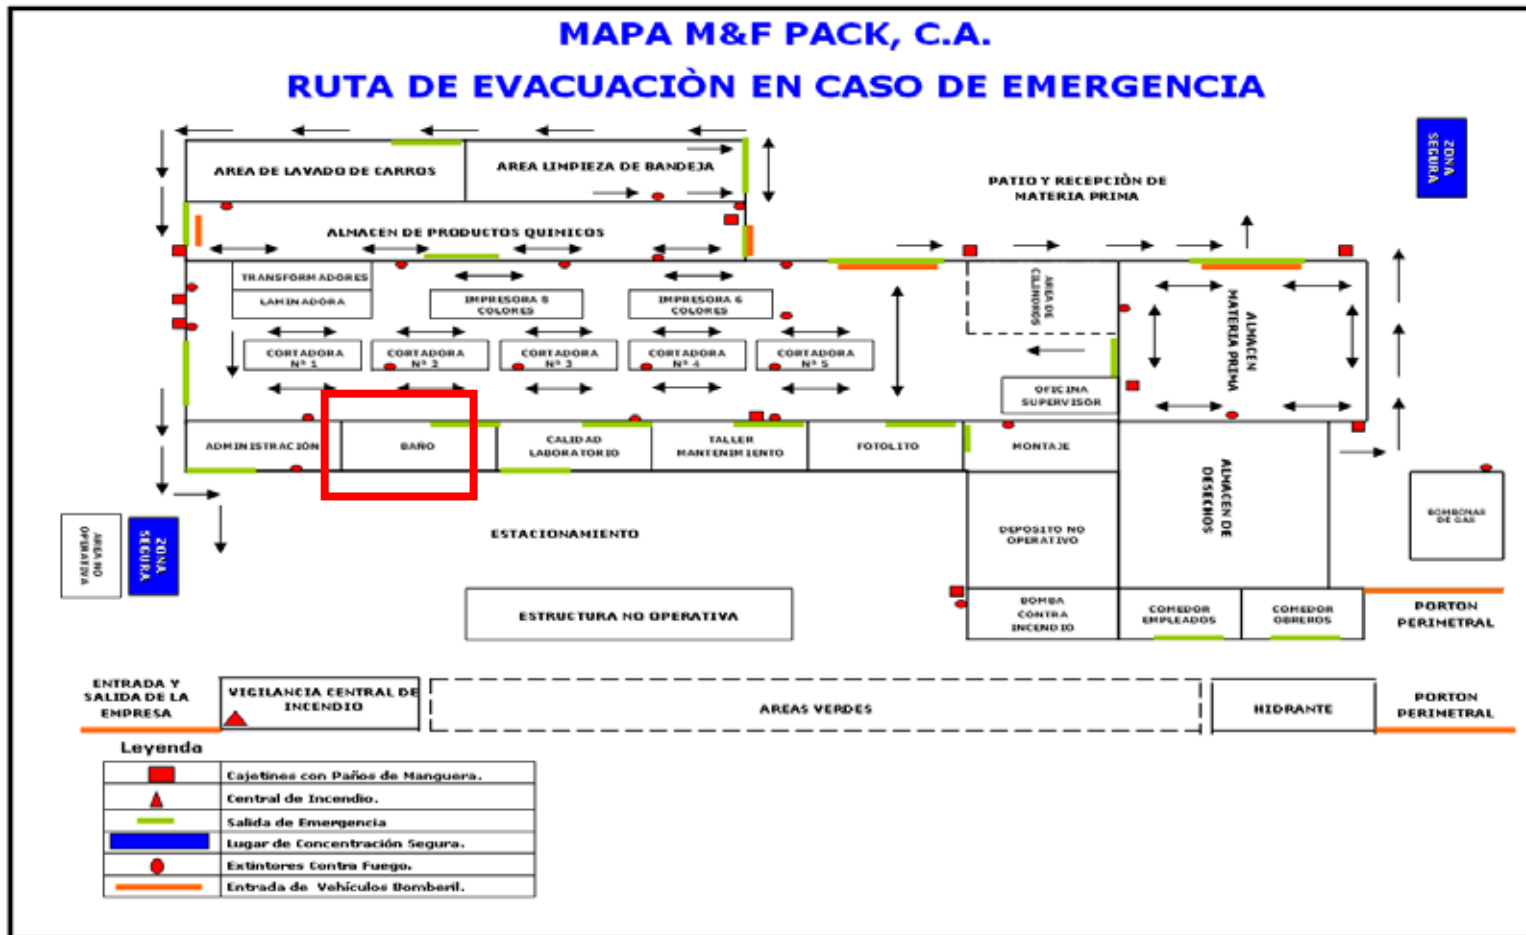 MAPA M&F PACK, C.A.
RUTA DE EVACUACIÒN EN CASO DE EMERGENCIA
ZONA
SEGURA
AREA DE LAVADO DE CARROS
AREA LIMPIEZA DE BANDEJA
PATIO Y RECEPCIÒN DE
MATERIA PRIMA
ALMACEN DE PRODUCTOS QUIMICOS
TRANSFORMADORES
LAMINADORA
IMPRESORA 8
COLORES
IMPRESORA 6
COLORES
AREA DE
CILINDROS
ALMACEN
MATERIA PRIMA
CORTADORA
Nº 1
CORTADORA
Nº 2
CORTADORA
Nº 3
CORTADORA
Nº 4
CORTADORA
Nº 5
OFICINA
SUPERVISOR
ADMINISTRACIÓN
BAÑO
CALIDAD
LABORATORIO
TALLER
MANTENIMIENTO
FOTOLITO
MONTAJE
ALMACEN DE
DESECHOS
BOMBONAS
DE GAS
AREA NO
OPERATIVA
ZONA
SEGURA
ESTACIONAMIENTO
DEPOSITO NO
OPERATIVO
ESTRUCTURA NO OPERATIVA
BOMBA
CONTRA
INCENDIO
COMEDOR
EMPLEADOS
COMEDOR
OBREROS
PORTON
PERIMETRAL
ENTRADA Y
SALIDA DE LA
EMPRESA
VIGILANCIA CENTRAL DE
INCENDIO
AREAS VERDES
HIDRANTE
PORTON
PERIMETRAL
Leyenda
Cajetines con Paños de Manguera.
Central de Incendio.
Salida de Emergencia
Lugar de Concentración Segura.
Extintores Contra Fuego.
Entrada de Vehículos Bomberil.